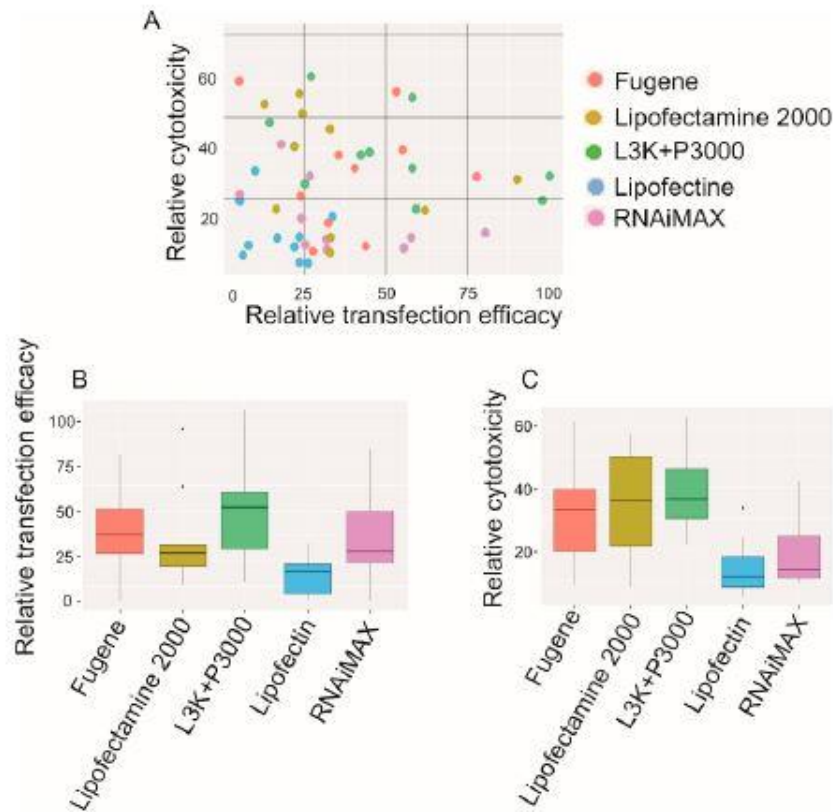 A
Relative cytotoxicity
60
40
20
0
25
50
75
100
Relative transfection efficacy
Fugene
Lipofectamine 2000
L3K+P3000
Lipofectine
RNAiMAX
B
Relative transfection efficacy
100
75
50
25
0
Fugene
Lipofectamine 2000
L3K+P3000
Lipofectin
RNAiMAX
C
Relative cytotoxicity
60
40
20
Fugene
Lipofectamine 2000
L3K+P3000
Lipofectin
RNAiMAX